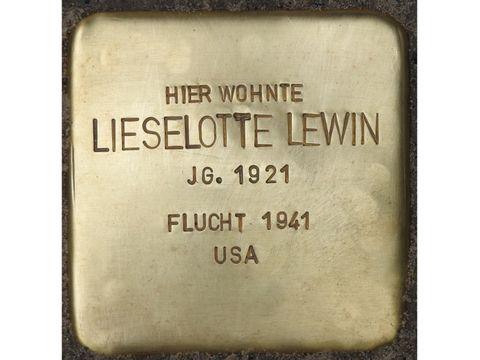 HIER WOHNTE
LIESELOTTE LEWIN
JG. 1921
FLUCHT 1941
USA